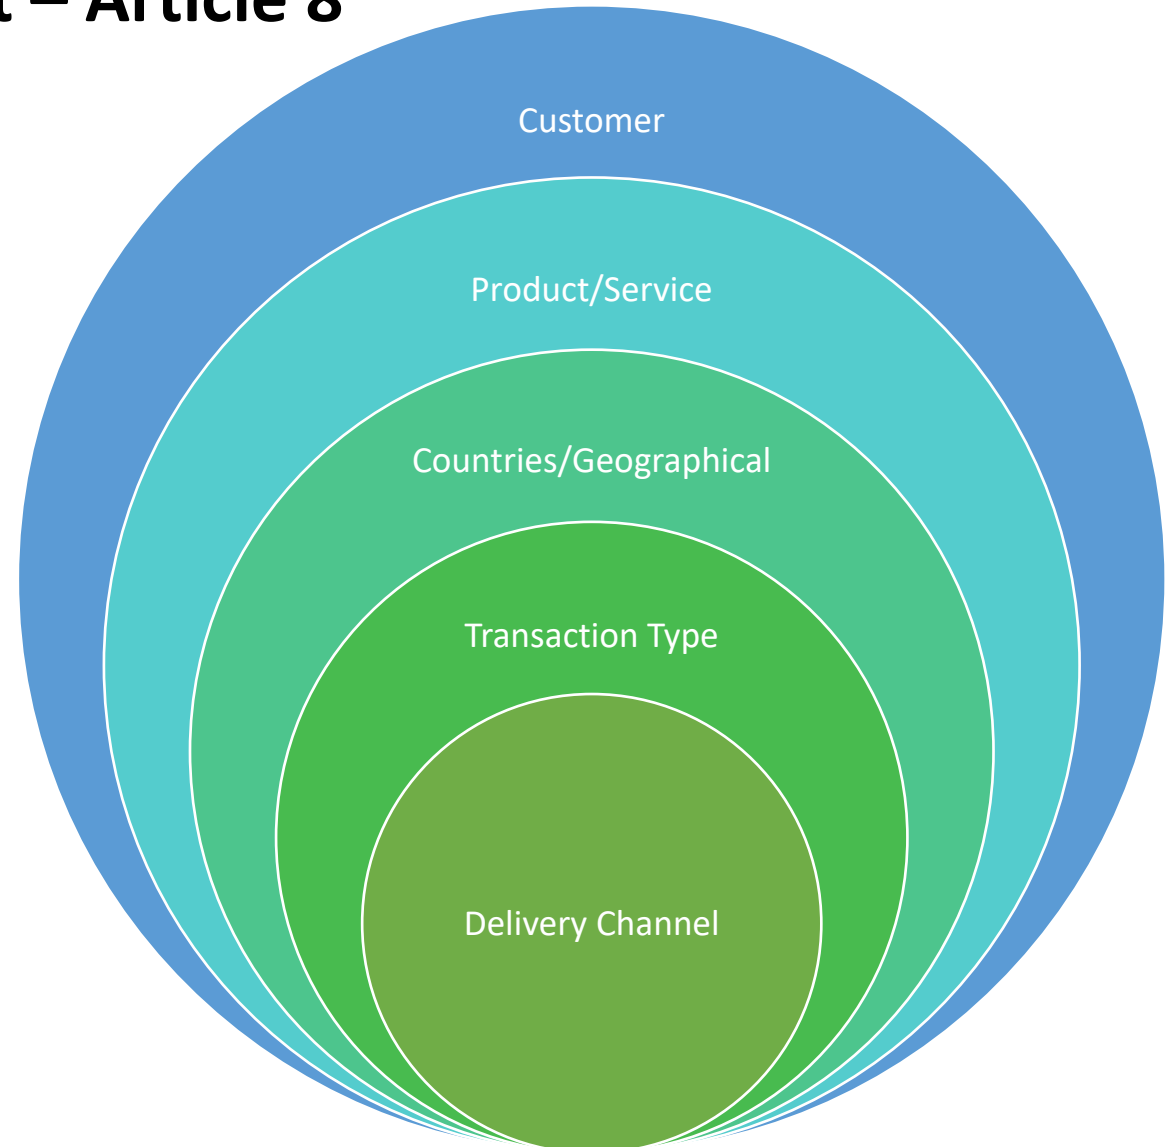 – Article 8
Customer
Product/Service
Countries/Geographical
Transaction Type
Delivery Channel